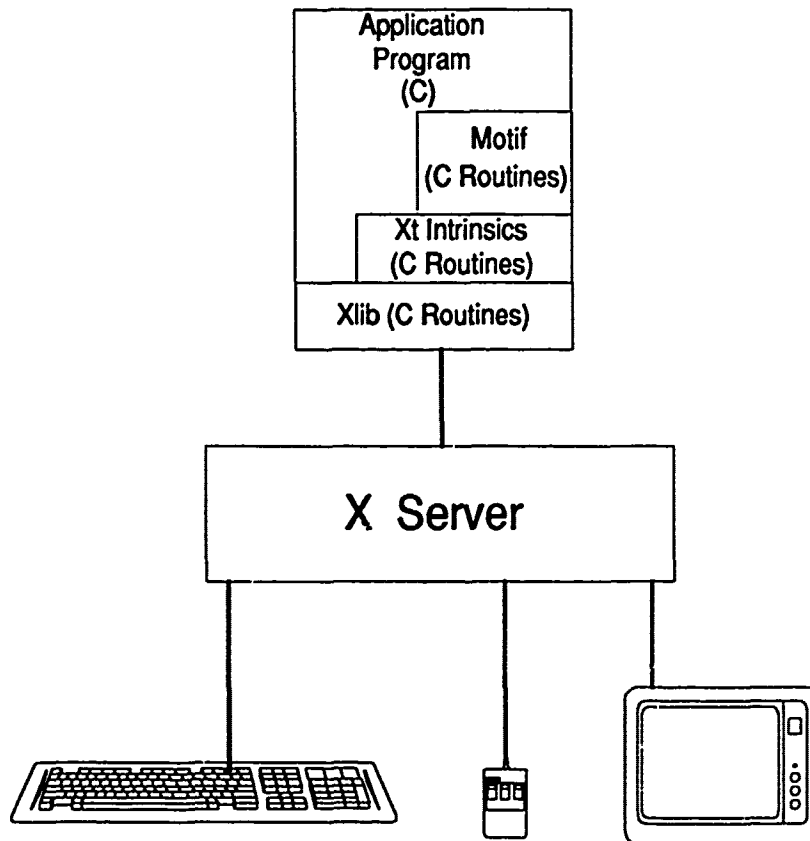 Application
Program
(C)
Motif
(C Routines)
Xt Intrinsics
(C Routines)
Xlib (C Routines)
X Server